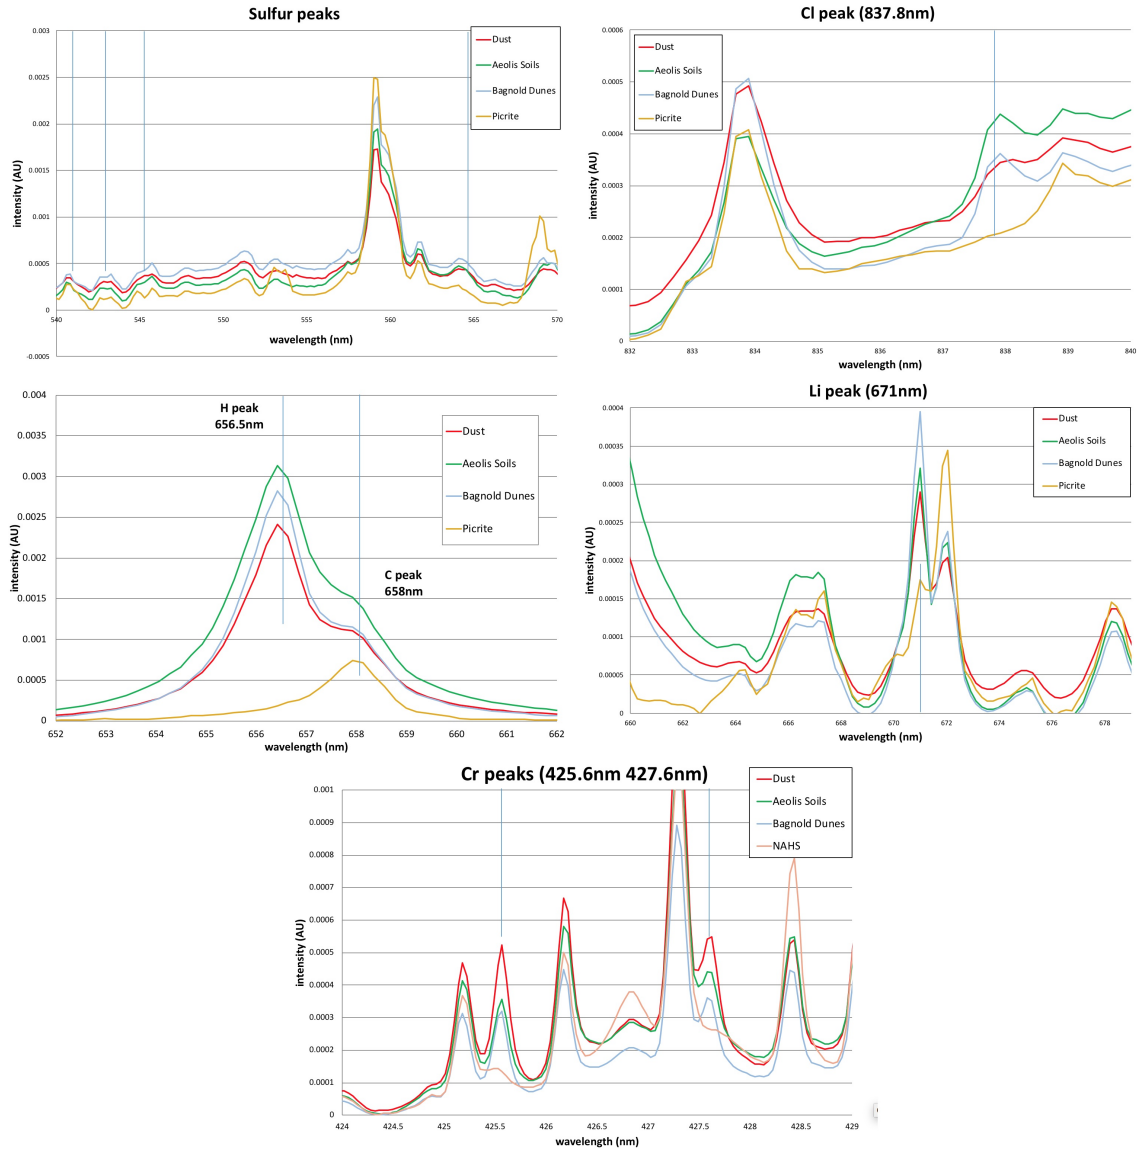 Sulfur peaks
0.003
0.0025
0.002
0.0015
0.001
0.0005
0
-0.0005
540
545
550
555
560
565
570
intensity (AU)
wavelength (nm)
Dust
Aeolis Soils
Bagnold Dunes
Picrite
Cl peak (837.8nm)
0.0006
0.0005
0.0004
0.0003
0.0002
0.0001
0
832
833
834
835
836
837
838
839
840
intensity (AU)
wavelength (nm)
Dust
Aeolis Soils
Bagnold Dunes
Picrite
0.004
0.0035
0.003
0.0025
0.002
0.0015
0.001
0.0005
0
652
653
654
655
656
657
658
659
660
661
662
intensity (AU)
wavelength (nm)
H peak
656.5nm
C peak
658nm
Dust
Aeolis Soils
Bagnold Dunes
Picrite
Li peak (671nm)
0.0004
0.00035
0.0003
0.00025
0.0002
0.00015
0.0001
0.00005
0
660
662
664
666
668
670
672
674
676
678
intensity (AU)
wavelength (nm)
Dust
Aeolis Soils
Bagnold Dunes
Picrite
Cr peaks (425.6nm 427.6nm)
0.001
0.0009
0.0008
0.0007
0.0006
0.0005
0.0004
0.0003
0.0002
0.0001
0
424
424.5
425
425.5
426
426.5
427
427.5
428
428.5
429
intensity (AU)
wavelength (nm)
Dust
Aeolis Soils
Bagnold Dunes
NAHS